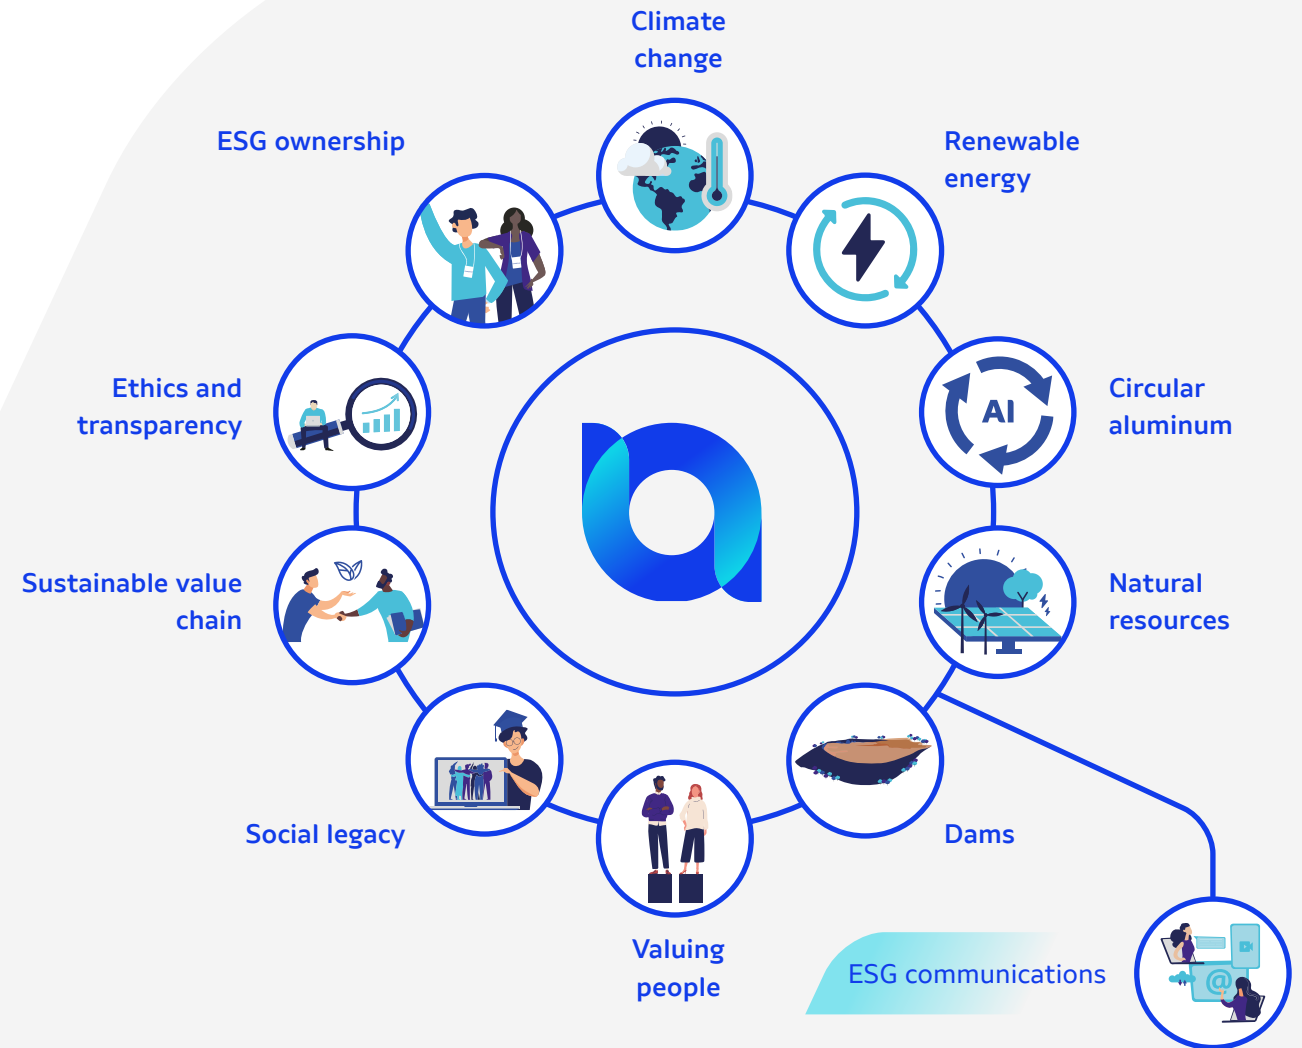 Climate
change
ESG ownership
Renewable
energy
Ethics and
transparency
AI
Circular
aluminum
Sustainable value
chain
Natural
resources
Social legacy
Dams
Valuing
people
ESG communications
@